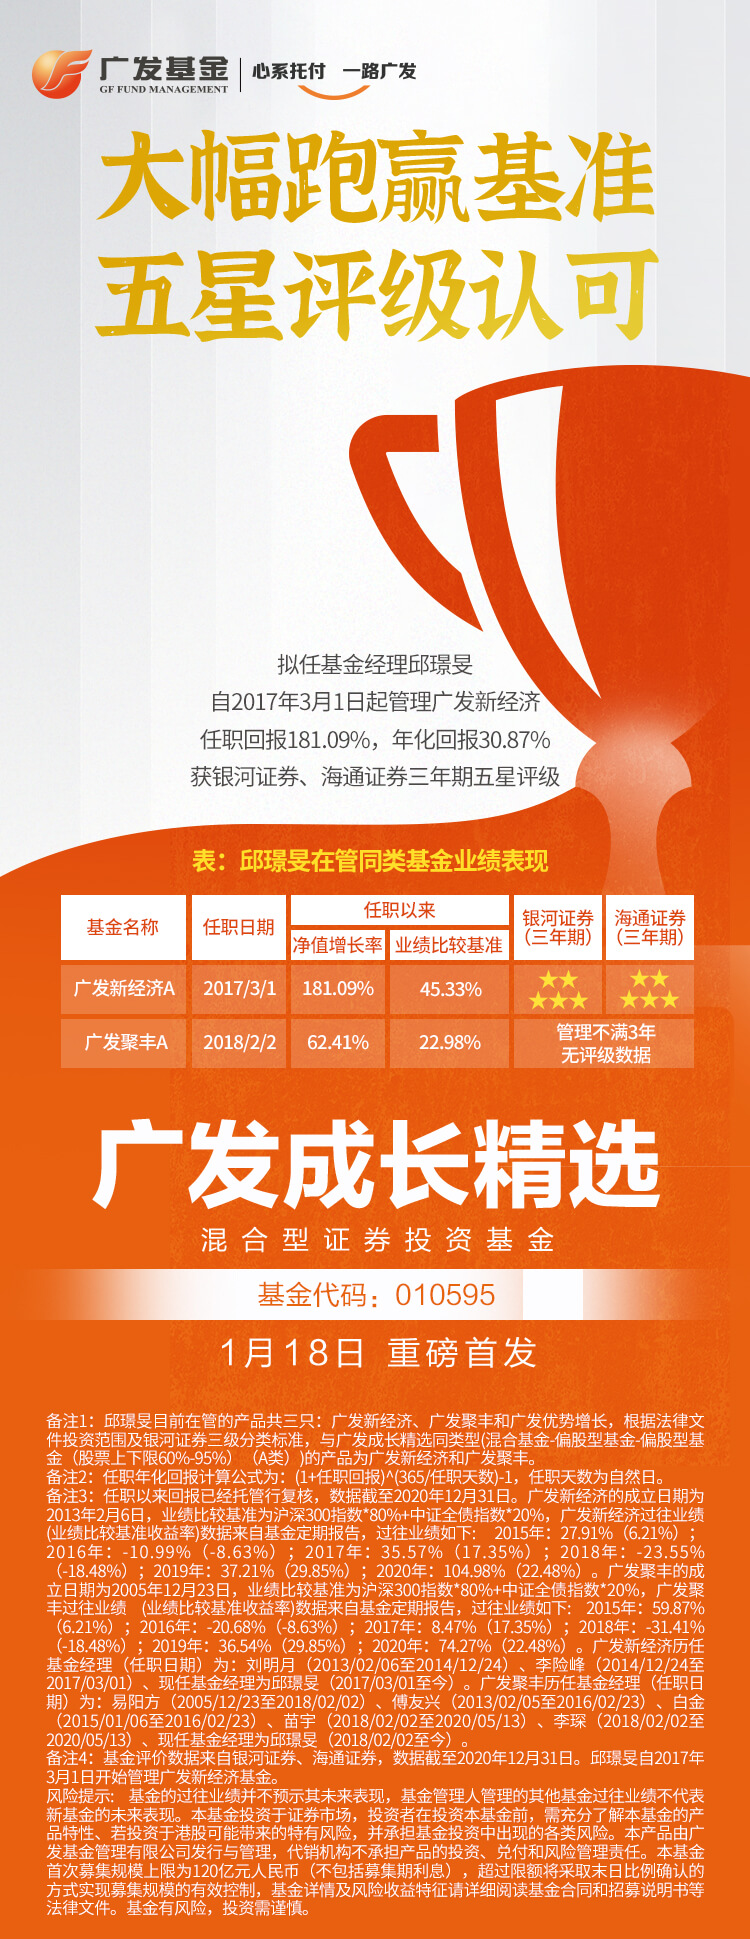 广发基金 心系托付 一路广发
GF FUND MANAGEMENT
大幅跑赢基准
五星评级认可
拟任基金经理邱璟旻
自2017年3月1日起管理广发新经济
任职回报181.09%，年化回报30.87%
获银河证券、海通证券三年期五星评级
表：邱璟旻在管同类基金业绩表现
基金名称 任职日期 任职以来 银河证券（三年期） 海通证券（三年期）
净值增长率 业绩比较基准
广发新经济A 2017/3/1 181.09% 45.33% ★★★★★ ★★★★★
广发聚丰A 2018/2/2 62.41% 22.98% 管理不满3年
无评级数据
广发成长精选
混合型证券投资基金
基金代码：010595
1月18日 重磅首发
备注1：邱璟旻目前在管的产品共三只：广发新经济、广发聚丰和广发优势增长，根据法律文
件投资范围及银河证券三级分类标准，与广发成长精选同类型(混合基金-偏股型基金-偏股型基
金（股票上下限60%-95%）（A类）)的产品为广发新经济和广发聚丰。
备注2：任职年化回报计算公式为：(1+任职回报)^(365/任职天数)-1，任职天数为自然日。
备注3：任职以来回报已经托管行复核，数据截至2020年12月31日。广发新经济的成立日期为
2013年2月6日，业绩比较基准为沪深300指数*80%+中证全债指数*20%，广发新经济过往业绩
(业绩比较基准收益率)数据来自基金定期报告，过往业绩如下： 2015年：27.91%（6.21%）；
2016年：-10.99%（-8.63%）；2017年：35.57%（17.35%）；2018年：-23.55%
（-18.48%）；2019年：37.21%（29.85%）；2020年：104.98%（22.48%）。广发聚丰的成
立日期为2005年12月23日，业绩比较基准为沪深300指数*80%+中证全债指数*20%，广发聚
丰过往业绩 (业绩比较基准收益率)数据来自基金定期报告，过往业绩如下： 2015年：59.87%
（6.21%）；2016年：-20.68%（-8.63%）；2017年：8.47%（17.35%）；2018年：-31.41%
（-18.48%）；2019年：36.54%（29.85%）；2020年：74.27%（22.48%）。广发新经济历任
基金经理（任职日期）为：刘明月（2013/02/06至2014/12/24）、李险峰（2014/12/24至
2017/03/01）、现任基金经理为邱璟旻（2017/03/01至今）。广发聚丰历任基金经理（任职日
期）为：易阳方（2005/12/23至2018/02/02）、傅友兴（2013/02/05至2016/02/23）、白金
（2015/01/06至2016/02/23）、苗宇（2018/02/02至2020/05/13）、李琛（2018/02/02至
2020/05/13）、现任基金经理为邱璟旻（2018/02/02至今）。
备注4：基金评价数据来自银河证券、海通证券，数据截至2020年12月31日。邱璟旻自2017年
3月1日开始管理广发新经济基金。
风险提示： 基金的过往业绩并不预示其未来表现，基金管理人管理的其他基金过往业绩不代表
新基金的未来表现。本基金投资于证券市场，投资者在投资本基金前，需充分了解本基金的产
品特性、若投资于港股可能带来的特有风险，并承担基金投资中出现的各类风险。本产品由广
发基金管理有限公司发行与管理，代销机构不承担产品的投资、兑付和风险管理责任。本基金
首次募集规模上限为120亿元人民币（不包括募集期利息），超过限额将采取末日比例确认的
方式实现募集规模的有效控制，基金详情及风险收益特征请详细阅读基金合同和招募说明书等
法律文件。基金有风险，投资需谨慎。